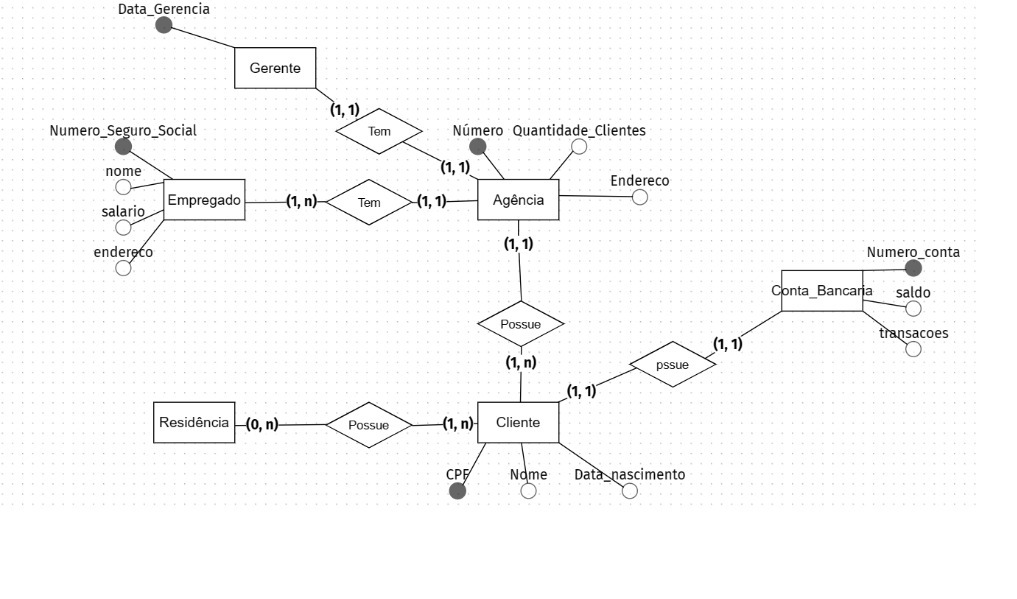 Data_Gerencia
Gerente
(1, 1)
Tem
Numero_Seguro_Social
Número
Quantidade_Clientes
(1, 1)
nome
Endereco
Empregado
(1, n)
Tem
(1, 1)
Agência
salario
endereco
(1, 1)
Numero_conta
Conta_Bancaria
saldo
Possue
transacoes
(1, 1)
(1, n)
pssue
(1, 1)
Residência
(0, n)
Possue
(1, n)
Cliente
CPF
Nome
Data_nascimento